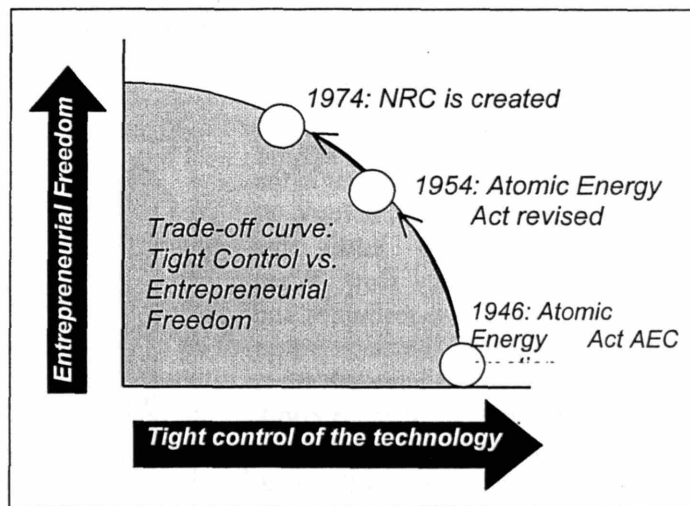 Entrepreneurial Freedom
1974: NRC is created
1954: Atomic Energy
Act revised
Trade-off curve:
Tight Control vs.
Entrepreneurial
Freedom
1946: Atomic
Energy Act AEC
Tight control of the technology